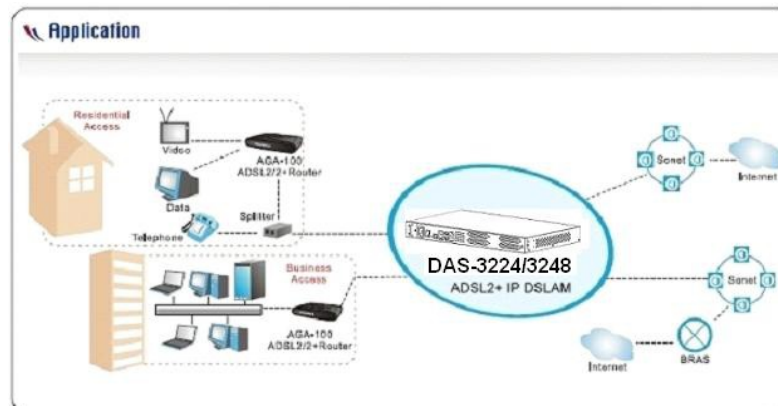 Application
Residential
Access
Video
AGA-100
ADSL2/2+Router
Data
Splitter
Telephone
Business
Access
AGA-100
ADSL2/2+Router
DAS-3224/3248
ADSL2+ IP DSLAM
Sonet
Internet
Sonet
BRAS
Internet